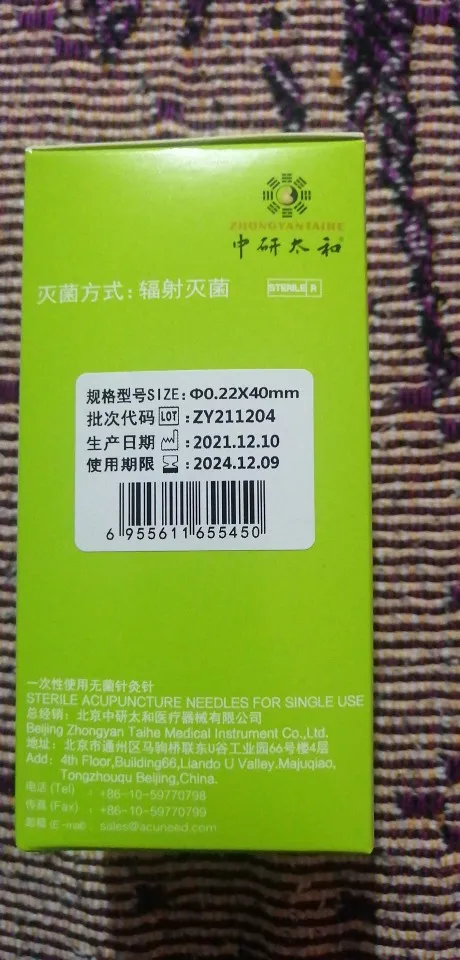 ZHONGYANTAIHE
中研太和®
灭菌方式：辐射灭菌
STERILE R
规格型号SIZE:Φ0.22X40mm
批次代码 LOT :ZY211204
生产日期 :2021.12.10
使用期限 :2024.12.09
6 955611 655450
一次性使用无菌针灸针
STERILE ACUPUNCTURE NEEDLES FOR SINGLE USE
总经销：北京中研太和医疗器械有限公司
Beijing Zhongyan Taihe Medical Instrument Co.,Ltd.
地址：北京市通州区马驹桥联东U谷工业园66号楼4层
Add：4th Floor,Building66,Liando U Valley.Majuqiao,
Tongzhouqu Beijing,China.
电话 (Tel) ：+86-10-59770798
传真 (Fax) ：+86-10-59770799
邮箱 (E-mail) ：sales@acuneed.com